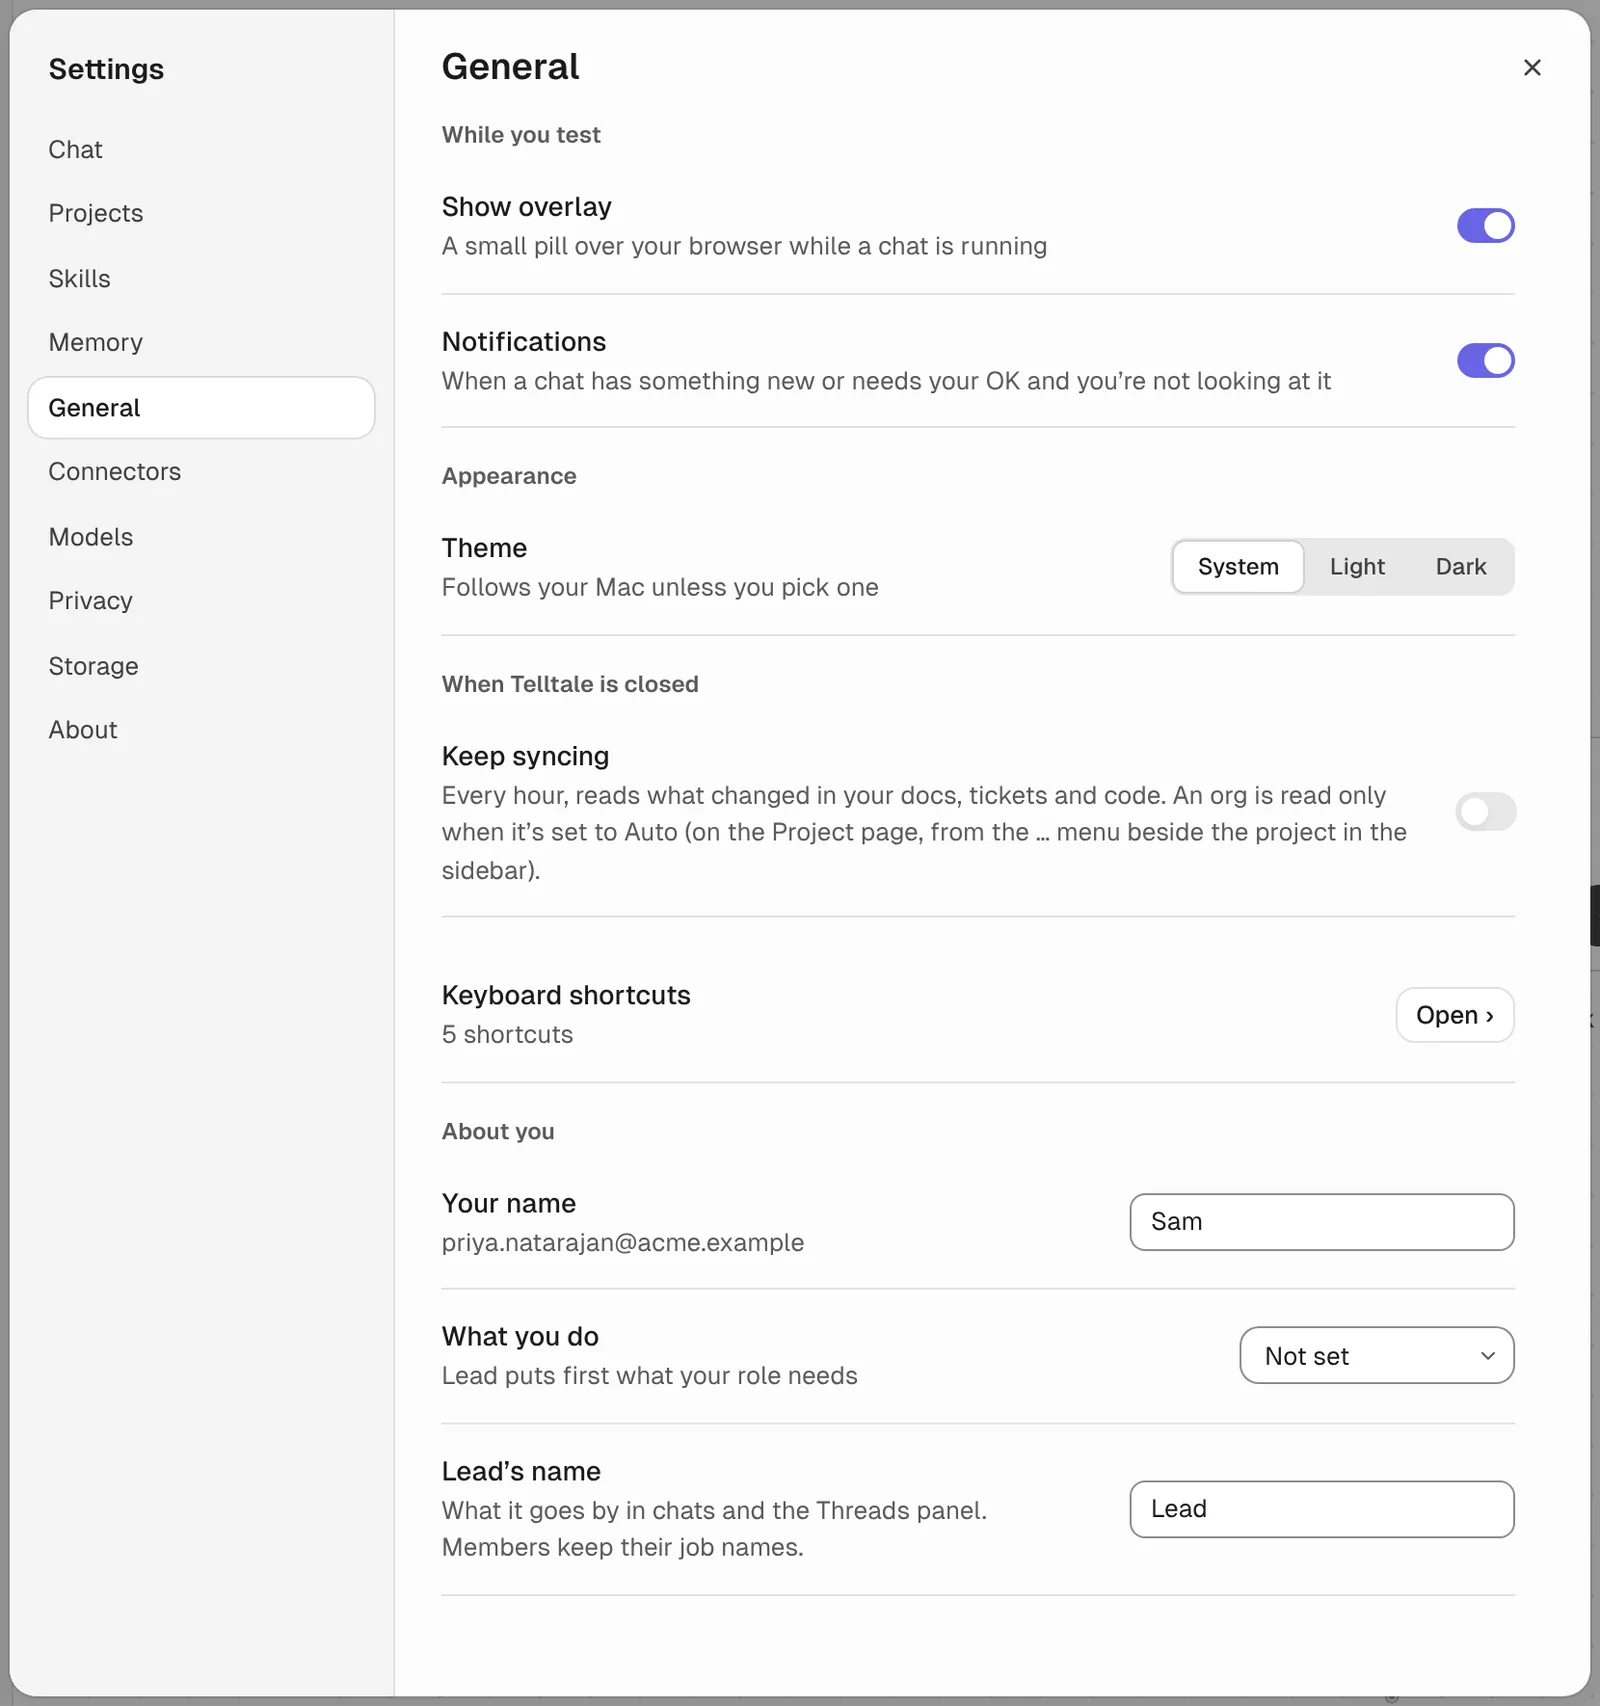 Settings
Chat
Projects
Skills
Memory
General
Connectors
Models
Privacy
Storage
About
General
While you test
Show overlay
A small pill over your browser while a chat is running
Notifications
When a chat has something new or needs your OK and you’re not looking at it
Appearance
Theme
Follows your Mac unless you pick one
System
Light
Dark
When Telltale is closed
Keep syncing
Every hour, reads what changed in your docs, tickets and code. An org is read only
when it’s set to Auto (on the Project page, from the … menu beside the project in the
sidebar).
Keyboard shortcuts
5 shortcuts
Open ›
About you
Your name
priya.natarajan@acme.example
Sam
What you do
Lead puts first what your role needs
Not set
Lead’s name
What it goes by in chats and the Threads panel.
Members keep their job names.
Lead